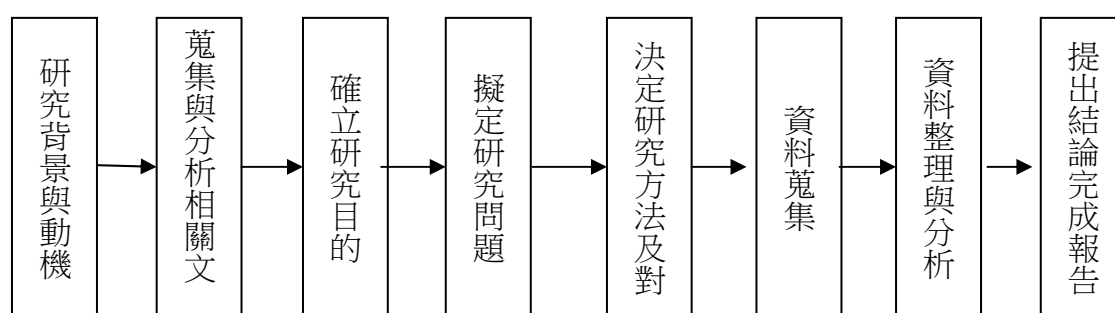 研究背景與動機
蒐集與分析相關文
確立研究目的
擬定研究問題
決定研究方法及對
資料蒐集
資料整理與分析
提出結論完成報告